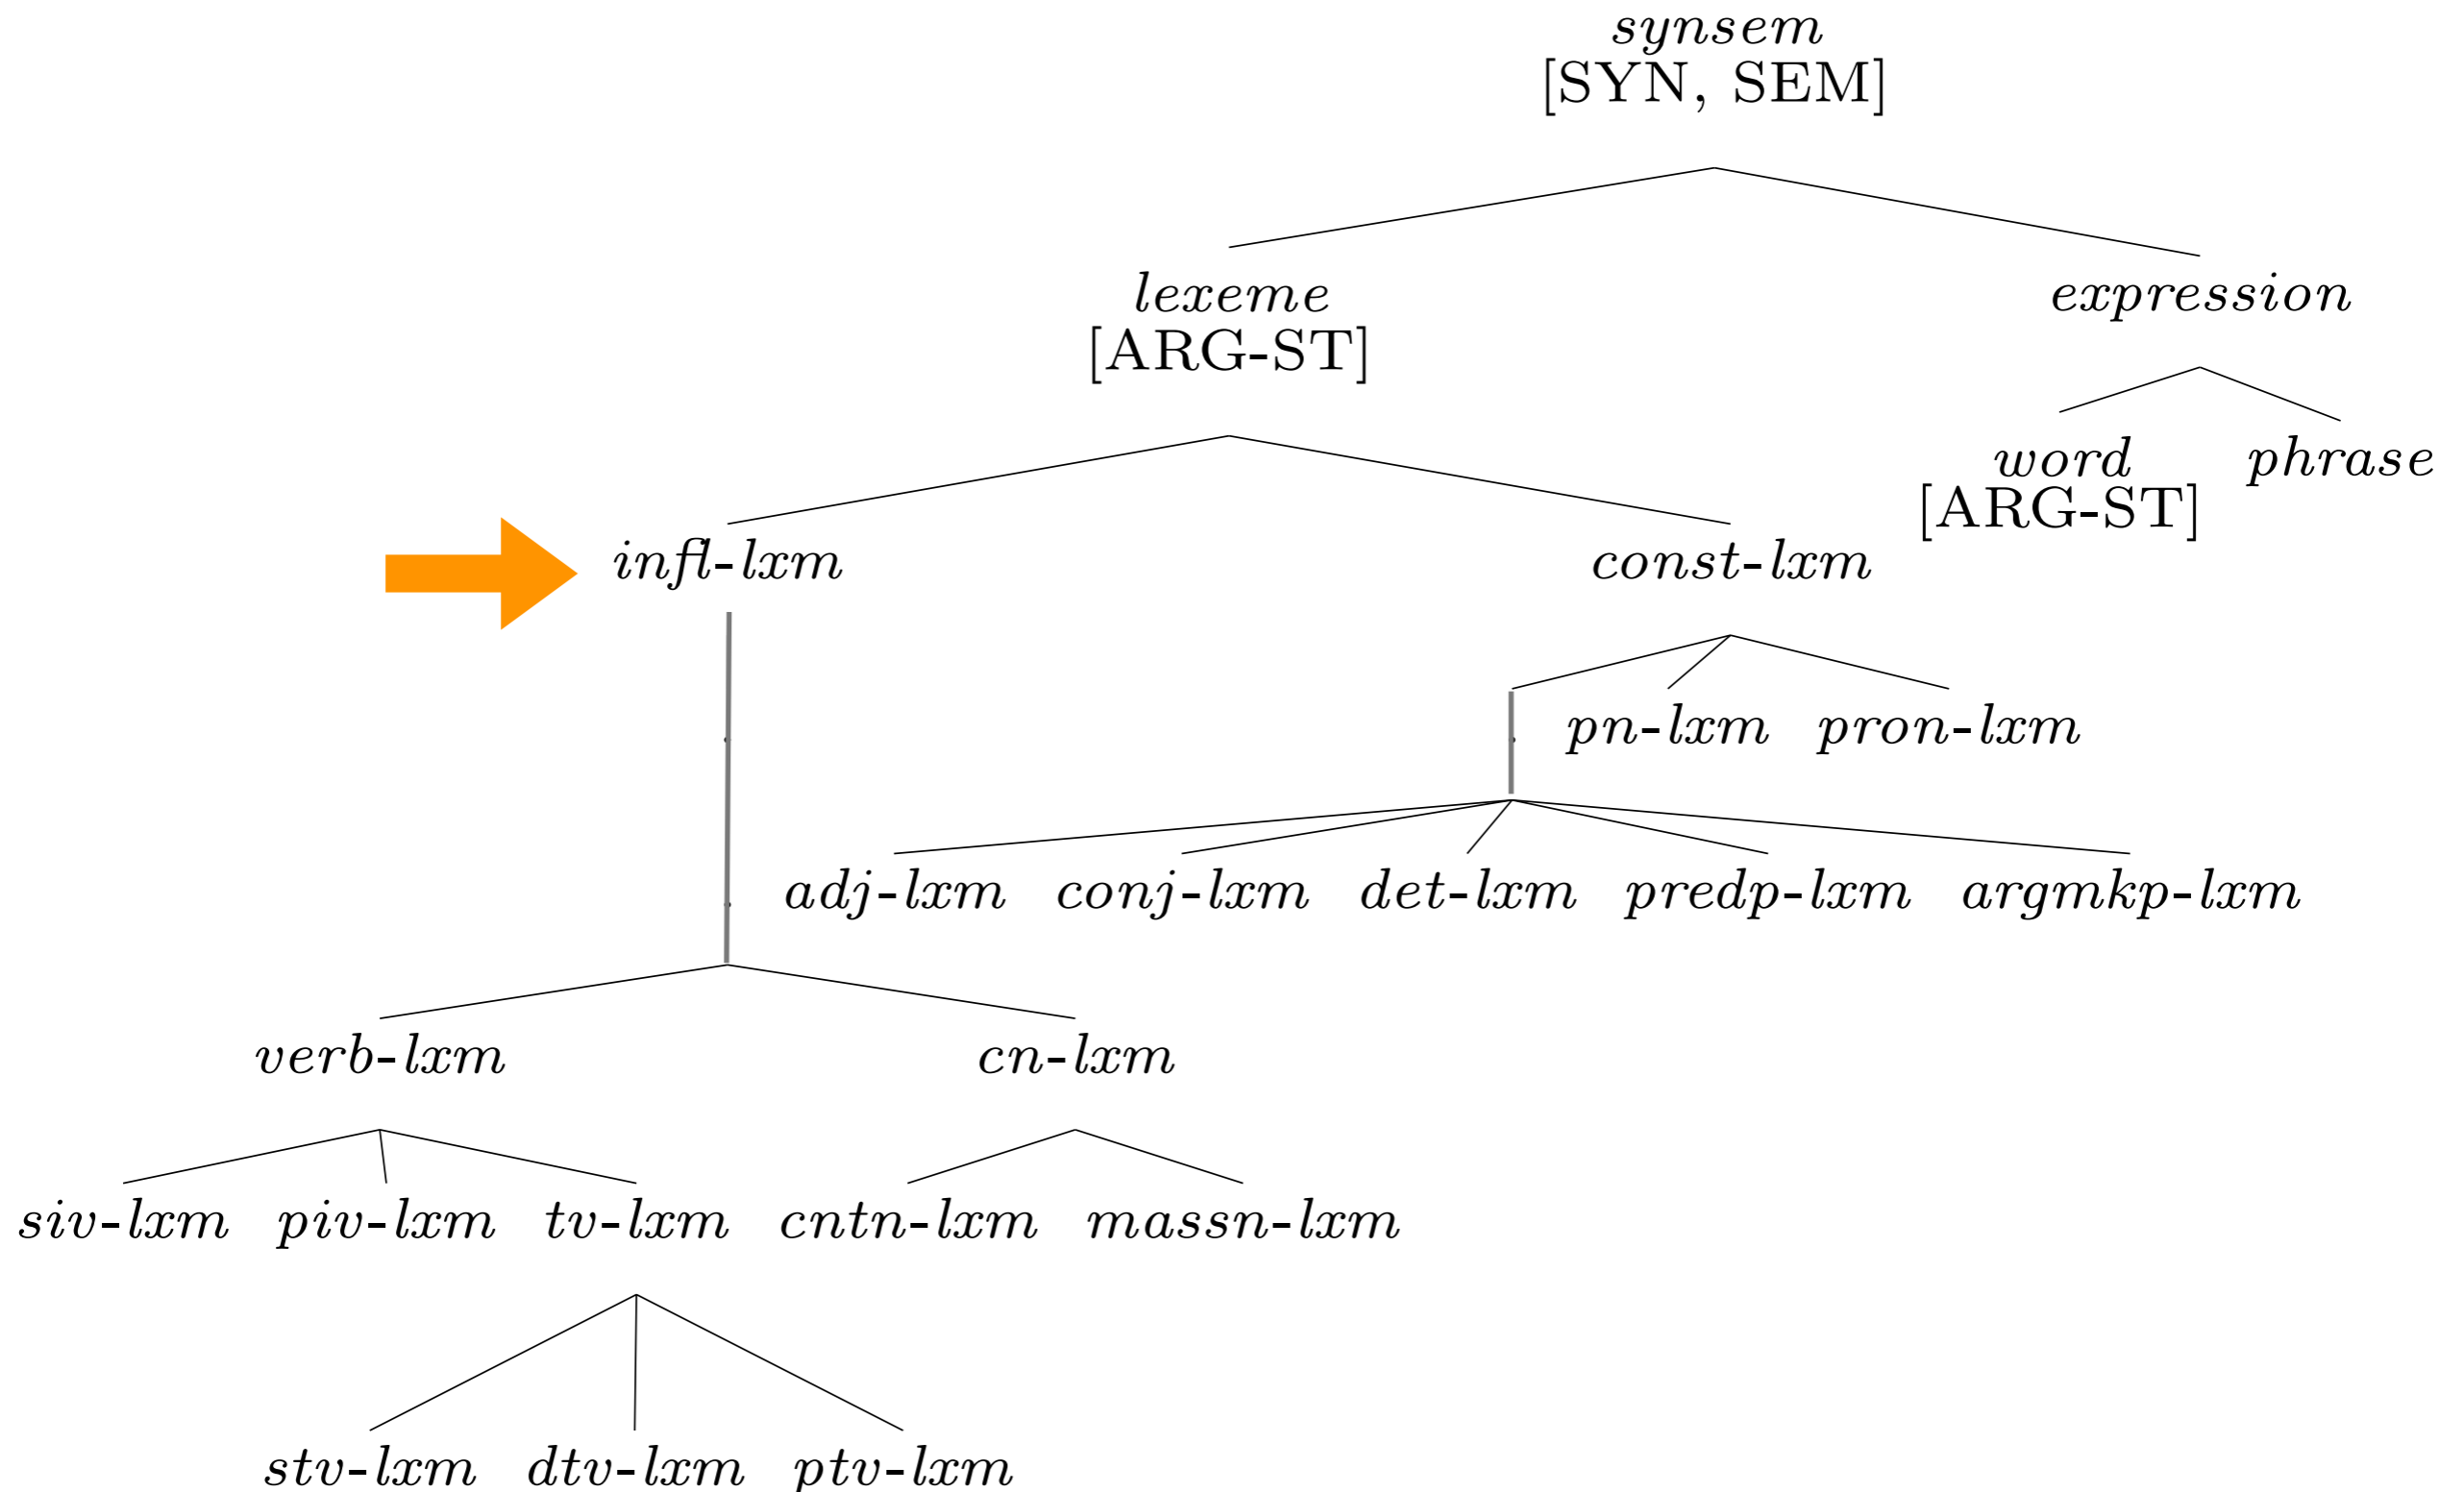 synsem
[SYN, SEM]
lexeme
[ARG-ST]
expression
word
[ARG-ST]
phrase
infl-lxm
const-lxm
pn-lxm
pron-lxm
adj-lxm
conj-lxm
det-lxm
predp-lxm
argmkp-lxm
verb-lxm
cn-lxm
siv-lxm
piv-lxm
tv-lxm
cntn-lxm
massn-lxm
stv-lxm
dtv-lxm
ptv-lxm